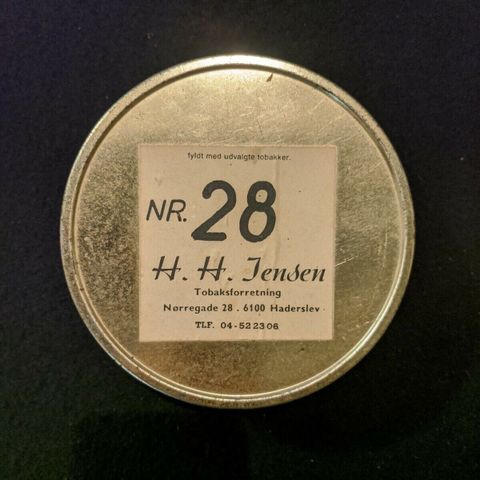 fyldt med udvalgte tobakker.
NR. 28
H. H. Jensen
Tobaksforretning
Nørregade 28 . 6100 Haderslev
TLF. 04-522306